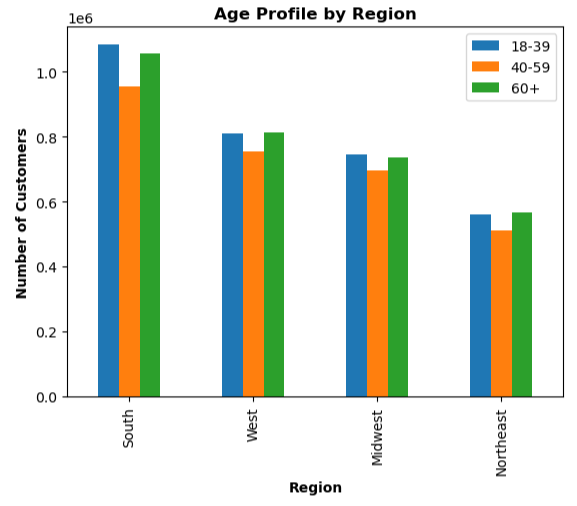 Age Profile by Region
1e6
18-39
40-59
60+
1.0
0.8
0.6
0.4
0.2
0.0
Number of Customers
South
West
Midwest
Northeast
Region